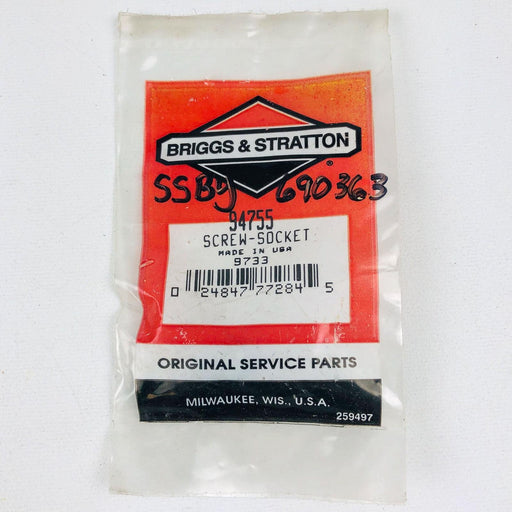 BRIGGS & STRATTON
SSBy 690363
94755
SCREW-SOCKET
MADE IN USA
9733
0 24847 77284 5
ORIGINAL SERVICE PARTS
MILWAUKEE, WIS., U.S.A.
259497